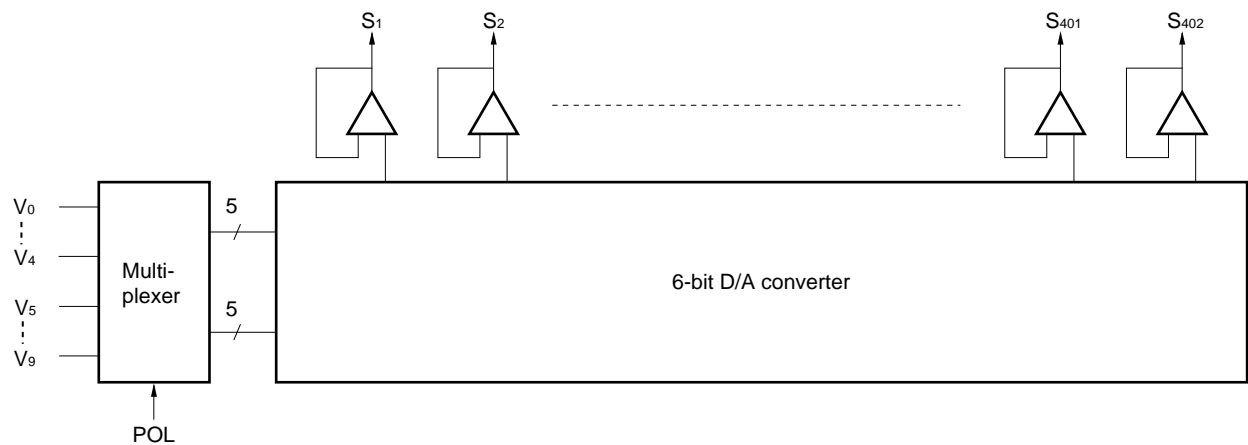 S1 S2 S401 S402
V0
V4
V5
V9
Multi-
plexer
5
5
6-bit D/A converter
POL